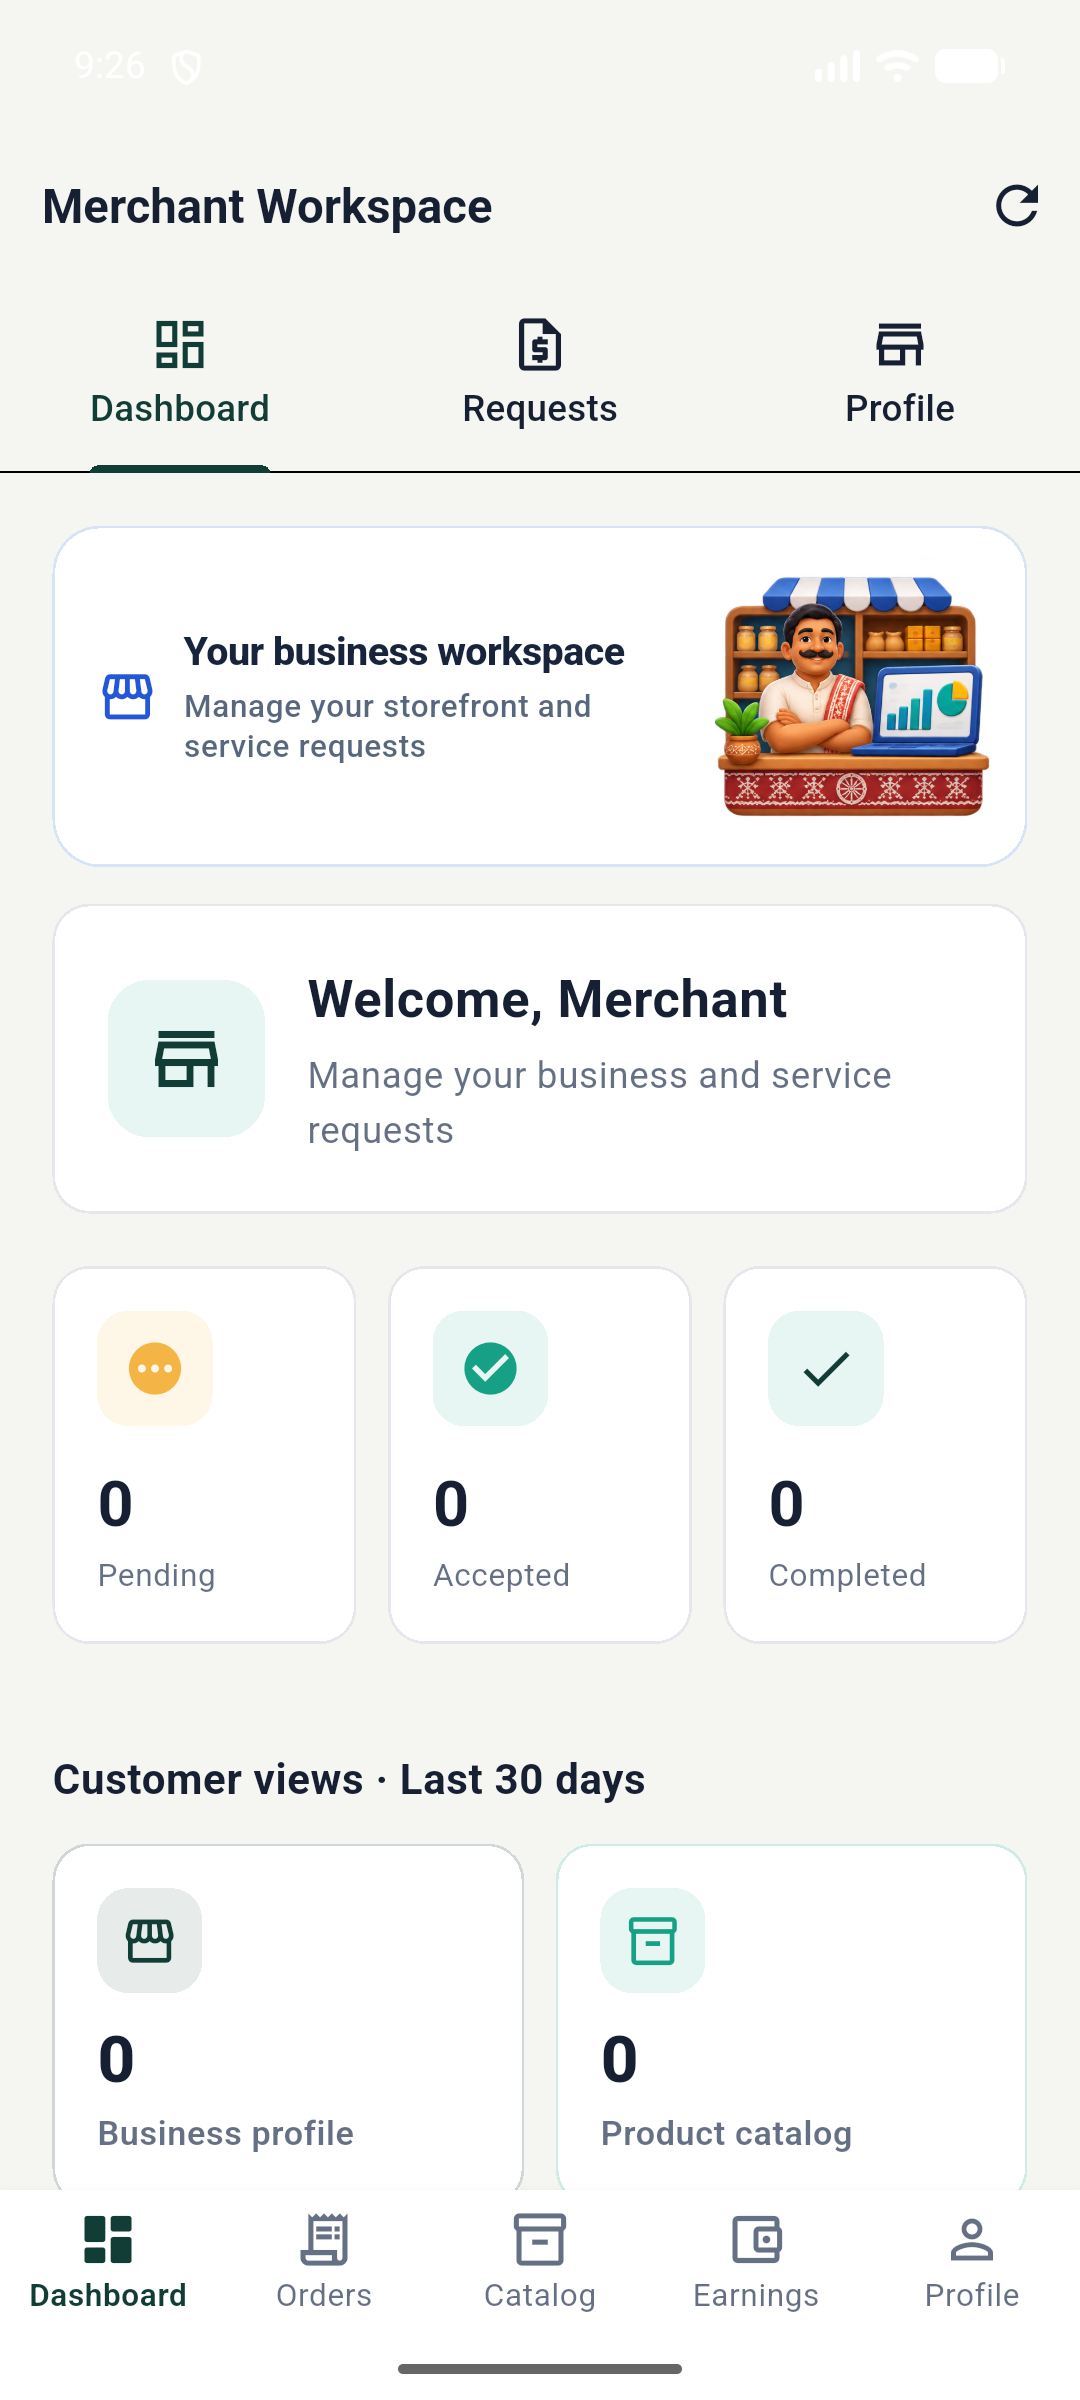 9:26
Merchant Workspace
Dashboard
Requests
Profile
Your business workspace
Manage your storefront and
service requests
Welcome, Merchant
Manage your business and service
requests
0
Pending
0
Accepted
0
Completed
Customer views · Last 30 days
0
Business profile
0
Product catalog
Dashboard
Orders
Catalog
Earnings
Profile